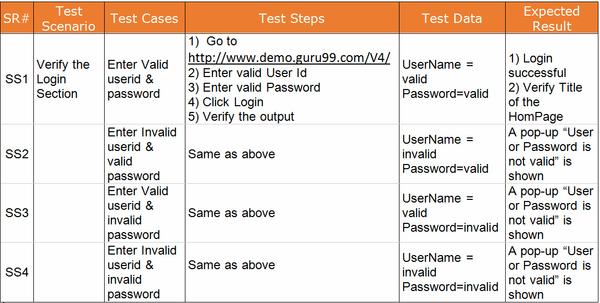 SR# Test Scenario Test Cases Test Steps Test Data Expected Result
SS1
Verify the
Login
Section
Enter Valid
userid &
password
1) Go to
http://www.demo.guru99.com/V4/
2) Enter valid User Id
3) Enter valid Password
4) Click Login
5) Verify the output
UserName =
valid
Password=valid
1) Login
successful
2) Verify Title
of the
HomPage
SS2
Enter Invalid
userid &
valid
password
Same as above
UserName =
invalid
Password=valid
A pop-up “User
or Password is
not valid” is
shown
SS3
Enter Valid
userid &
invalid
password
Same as above
UserName =
valid
Password=invalid
A pop-up “User
or Password is
not valid” is
shown
SS4
Enter Invalid
userid &
invalid
password
Same as above
UserName =
invalid
Password=invalid
A pop-up “User
or Password is
not valid” is
shown